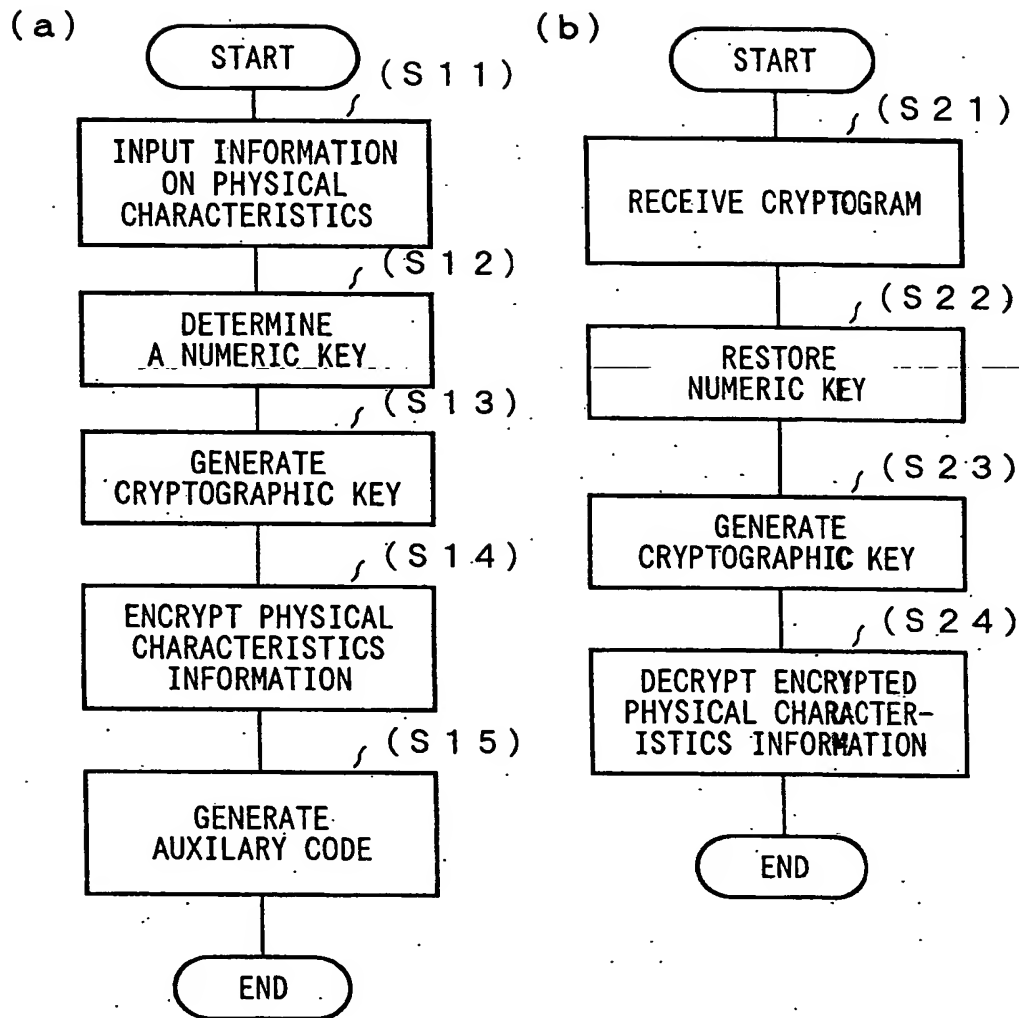 (a)
START
(S11)
INPUT INFORMATION
ON PHYSICAL
CHARACTERISTICS
(S12)
DETERMINE
A NUMERIC KEY
(S13)
GENERATE
CRYPTOGRAPHIC KEY
(S14)
ENCRYPT PHYSICAL
CHARACTERISTICS
INFORMATION
(S15)
GENERATE
AUXILARY CODE
END
(b)
START
(S21)
RECEIVE CRYPTOGRAM
(S22)
RESTORE
NUMERIC KEY
(S23)
GENERATE
CRYPTOGRAPHIC KEY
(S24)
DECRYPT ENCRYPTED
PHYSICAL CHARACTER-
ISTICS INFORMATION
END